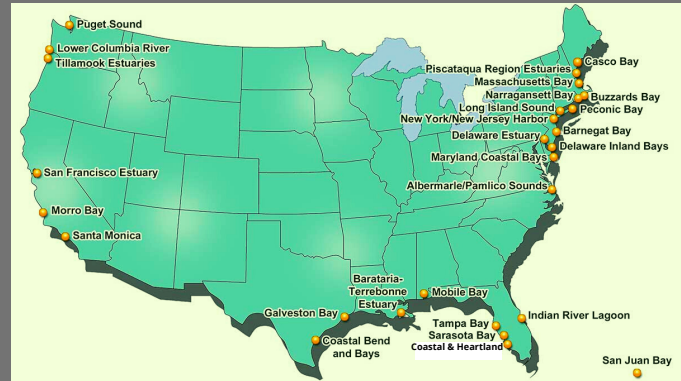 Puget Sound
Lower Columbia River
Tillamook Estuaries
San Francisco Estuary
Morro Bay
Santa Monica
Casco Bay
Piscataqua Region Estuaries
Massachusetts Bay
Narragansett Bay
Buzzards Bay
Long Island Sound
Peconic Bay
New York/New Jersey Harbor
Barnegat Bay
Delaware Estuary
Delaware Inland Bays
Maryland Coastal Bays
Albermarle/Pamlico Sounds
Barataria-
Terrebonne
Estuary
Mobile Bay
Galveston Bay
Indian River Lagoon
Tampa Bay
Sarasota Bay
Coastal & Heartland
Coastal Bend
and Bays
San Juan Bay